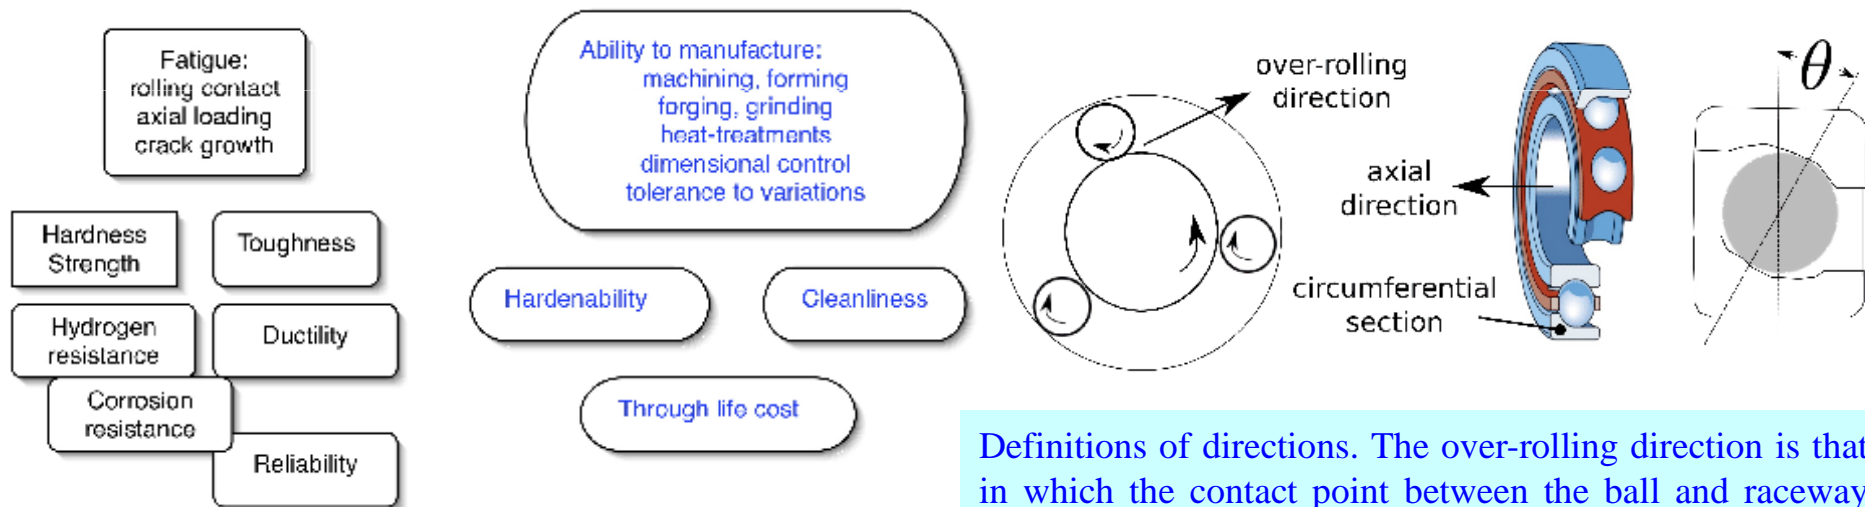 Fatigue:
rolling contact
axial loading
crack growth
Hardness
Strength
Toughness
Hydrogen
resistance
Ductility
Corrosion
resistance
Reliability
Ability to manufacture:
machining, forming
forging, grinding
heat-treatments
dimensional control
tolerance to variations
Hardenability
Cleanliness
Through life cost
over-rolling
direction
axial
direction
circumferential
section
θ
Definitions of directions. The over-rolling direction is that
in which the contact point between the ball and raceway